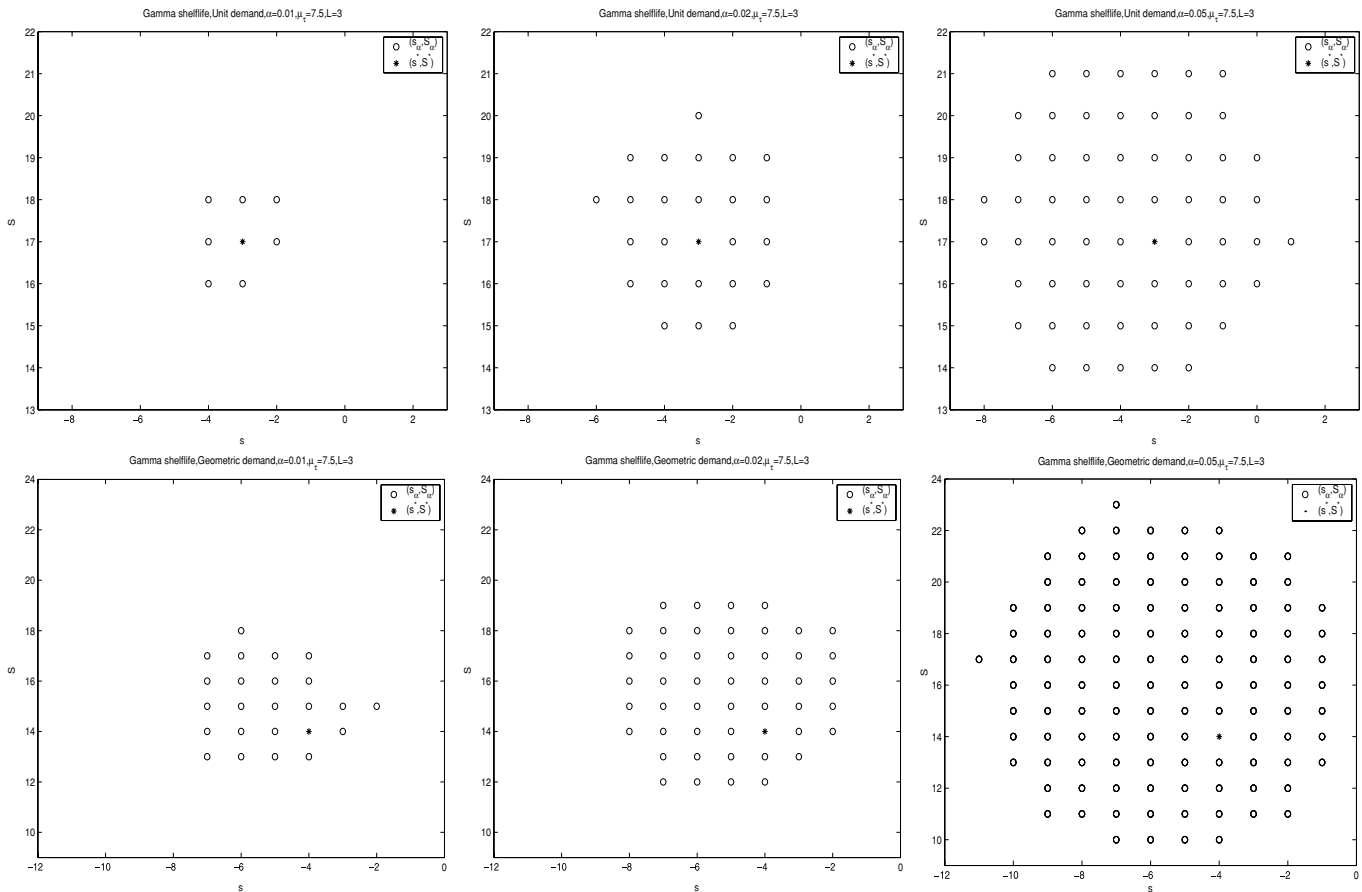 Gamma shelflife,Unit demand,α=0.01,μτ=7.5,L=3
22
21
20
19
18
17
16
15
14
13
S
−8 −6 −4 −2 0 2
s
(sα,Sα)
(s*,S*)
Gamma shelflife,Unit demand,α=0.02,μτ=7.5,L=3
22
21
20
19
18
17
16
15
14
13
S
−8 −6 −4 −2 0 2
s
(sα,Sα)
(s*,S*)
Gamma shelflife,Unit demand,α=0.05,μτ=7.5,L=3
22
21
20
19
18
17
16
15
14
13
S
−8 −6 −4 −2 0 2
s
(sα,Sα)
(s*,S*)
Gamma shelflife,Geometric demand,α=0.01,μτ=7.5,L=3
24
22
20
18
16
14
12
10
S
−12 −10 −8 −6 −4 −2 0
s
(sα,Sα)
(s*,S*)
Gamma shelflife,Geometric demand,α=0.02,μτ=7.5,L=3
24
22
20
18
16
14
12
10
S
−12 −10 −8 −6 −4 −2 0
s
(sα,Sα)
(s*,S*)
Gamma shelflife,Geometric demand,α=0.05,μτ=7.5,L=3
24
22
20
18
16
14
12
10
S
−12 −10 −8 −6 −4 −2 0
s
(sα,Sα)
(s*,S*)